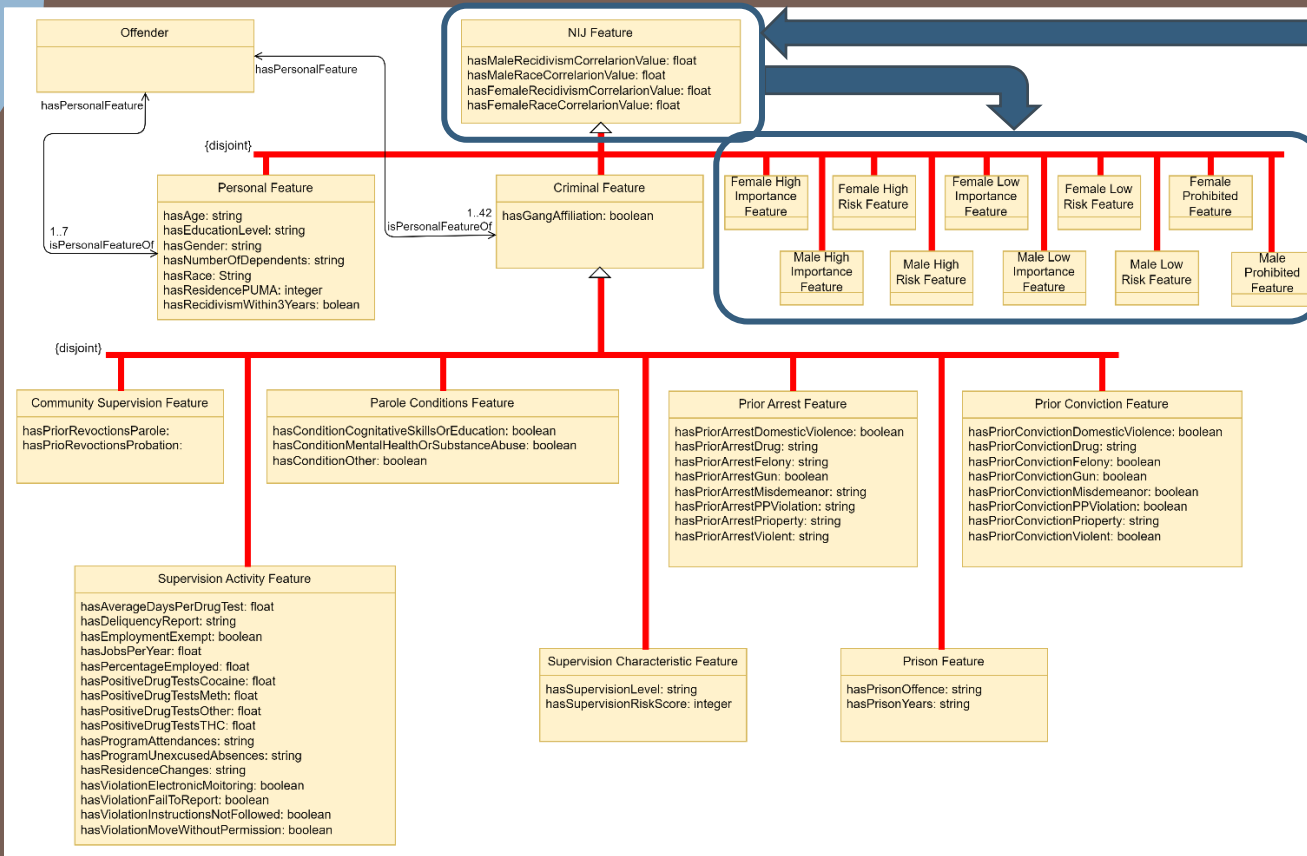 Offender
hasPersonalFeature
hasPersonalFeature
NIJ Feature
hasMaleRecidivismCorrelarionValue: float
hasMaleRaceCorrelarionValue: float
hasFemaleRecidivismCorrelarionValue: float
hasFemaleRaceCorrelarionValue: float
{disjoint}
1..7
isPersonalFeatureOf
Personal Feature
hasAge: string
hasEducationLevel: string
hasGender: string
hasNumberOfDependents: string
hasRace: String
hasResidencePUMA: integer
hasRecidivismWithin3Years: bolean
1..42
isPersonalFeatureOf
Criminal Feature
hasGangAffiliation: boolean
Female High
Importance
Feature
Female High
Risk Feature
Female Low
Importance
Feature
Female Low
Risk Feature
Female
Prohibited
Feature
Male High
Importance
Feature
Male High
Risk Feature
Male Low
Importance
Feature
Male Low
Risk Feature
Male
Prohibited
Feature
{disjoint}
Community Supervision Feature
hasPriorRevoctionsParole:
hasPrioRevoctionsProbation:
Parole Conditions Feature
hasConditionCognitativeSkillsOrEducation: boolean
hasConditionMentalHealthOrSubstanceAbuse: boolean
hasConditionOther: boolean
Prior Arrest Feature
hasPriorArrestDomesticViolence: boolean
hasPriorArrestDrug: string
hasPriorArrestFelony: string
hasPriorArrestGun: boolean
hasPriorArrestMisdemeanor: string
hasPriorArrestPPViolation: string
hasPriorArrestPrioperty: string
hasPriorArrestViolent: string
Prior Conviction Feature
hasPriorConvictionDomesticViolence: boolean
hasPriorConvictionDrug: string
hasPriorConvictionFelony: boolean
hasPriorConvictionGun: boolean
hasPriorConvictionMisdemeanor: boolean
hasPriorConvictionPPViolation: boolean
hasPriorConvictionPrioperty: string
hasPriorConvictionViolent: boolean
Supervision Activity Feature
hasAverageDaysPerDrugTest: float
hasDeliquencyReport: string
hasEmploymentExempt: boolean
hasJobsPerYear: float
hasPercentageEmployed: float
hasPositiveDrugTestsCocaine: float
hasPositiveDrugTestsMeth: float
hasPositiveDrugTestsOther: float
hasPositiveDrugTestsTHC: float
hasProgramAttendances: string
hasProgramUnexcusedAbsences: string
hasResidenceChanges: string
hasViolationElectronicMoitoring: boolean
hasViolationFailToReport: boolean
hasViolationInstructionsNotFollowed: boolean
hasViolationMoveWithoutPermission: boolean
Supervision Characteristic Feature
hasSupervisionLevel: string
hasSupervisionRiskScore: integer
Prison Feature
hasPrisonOffence: string
hasPrisonYears: string